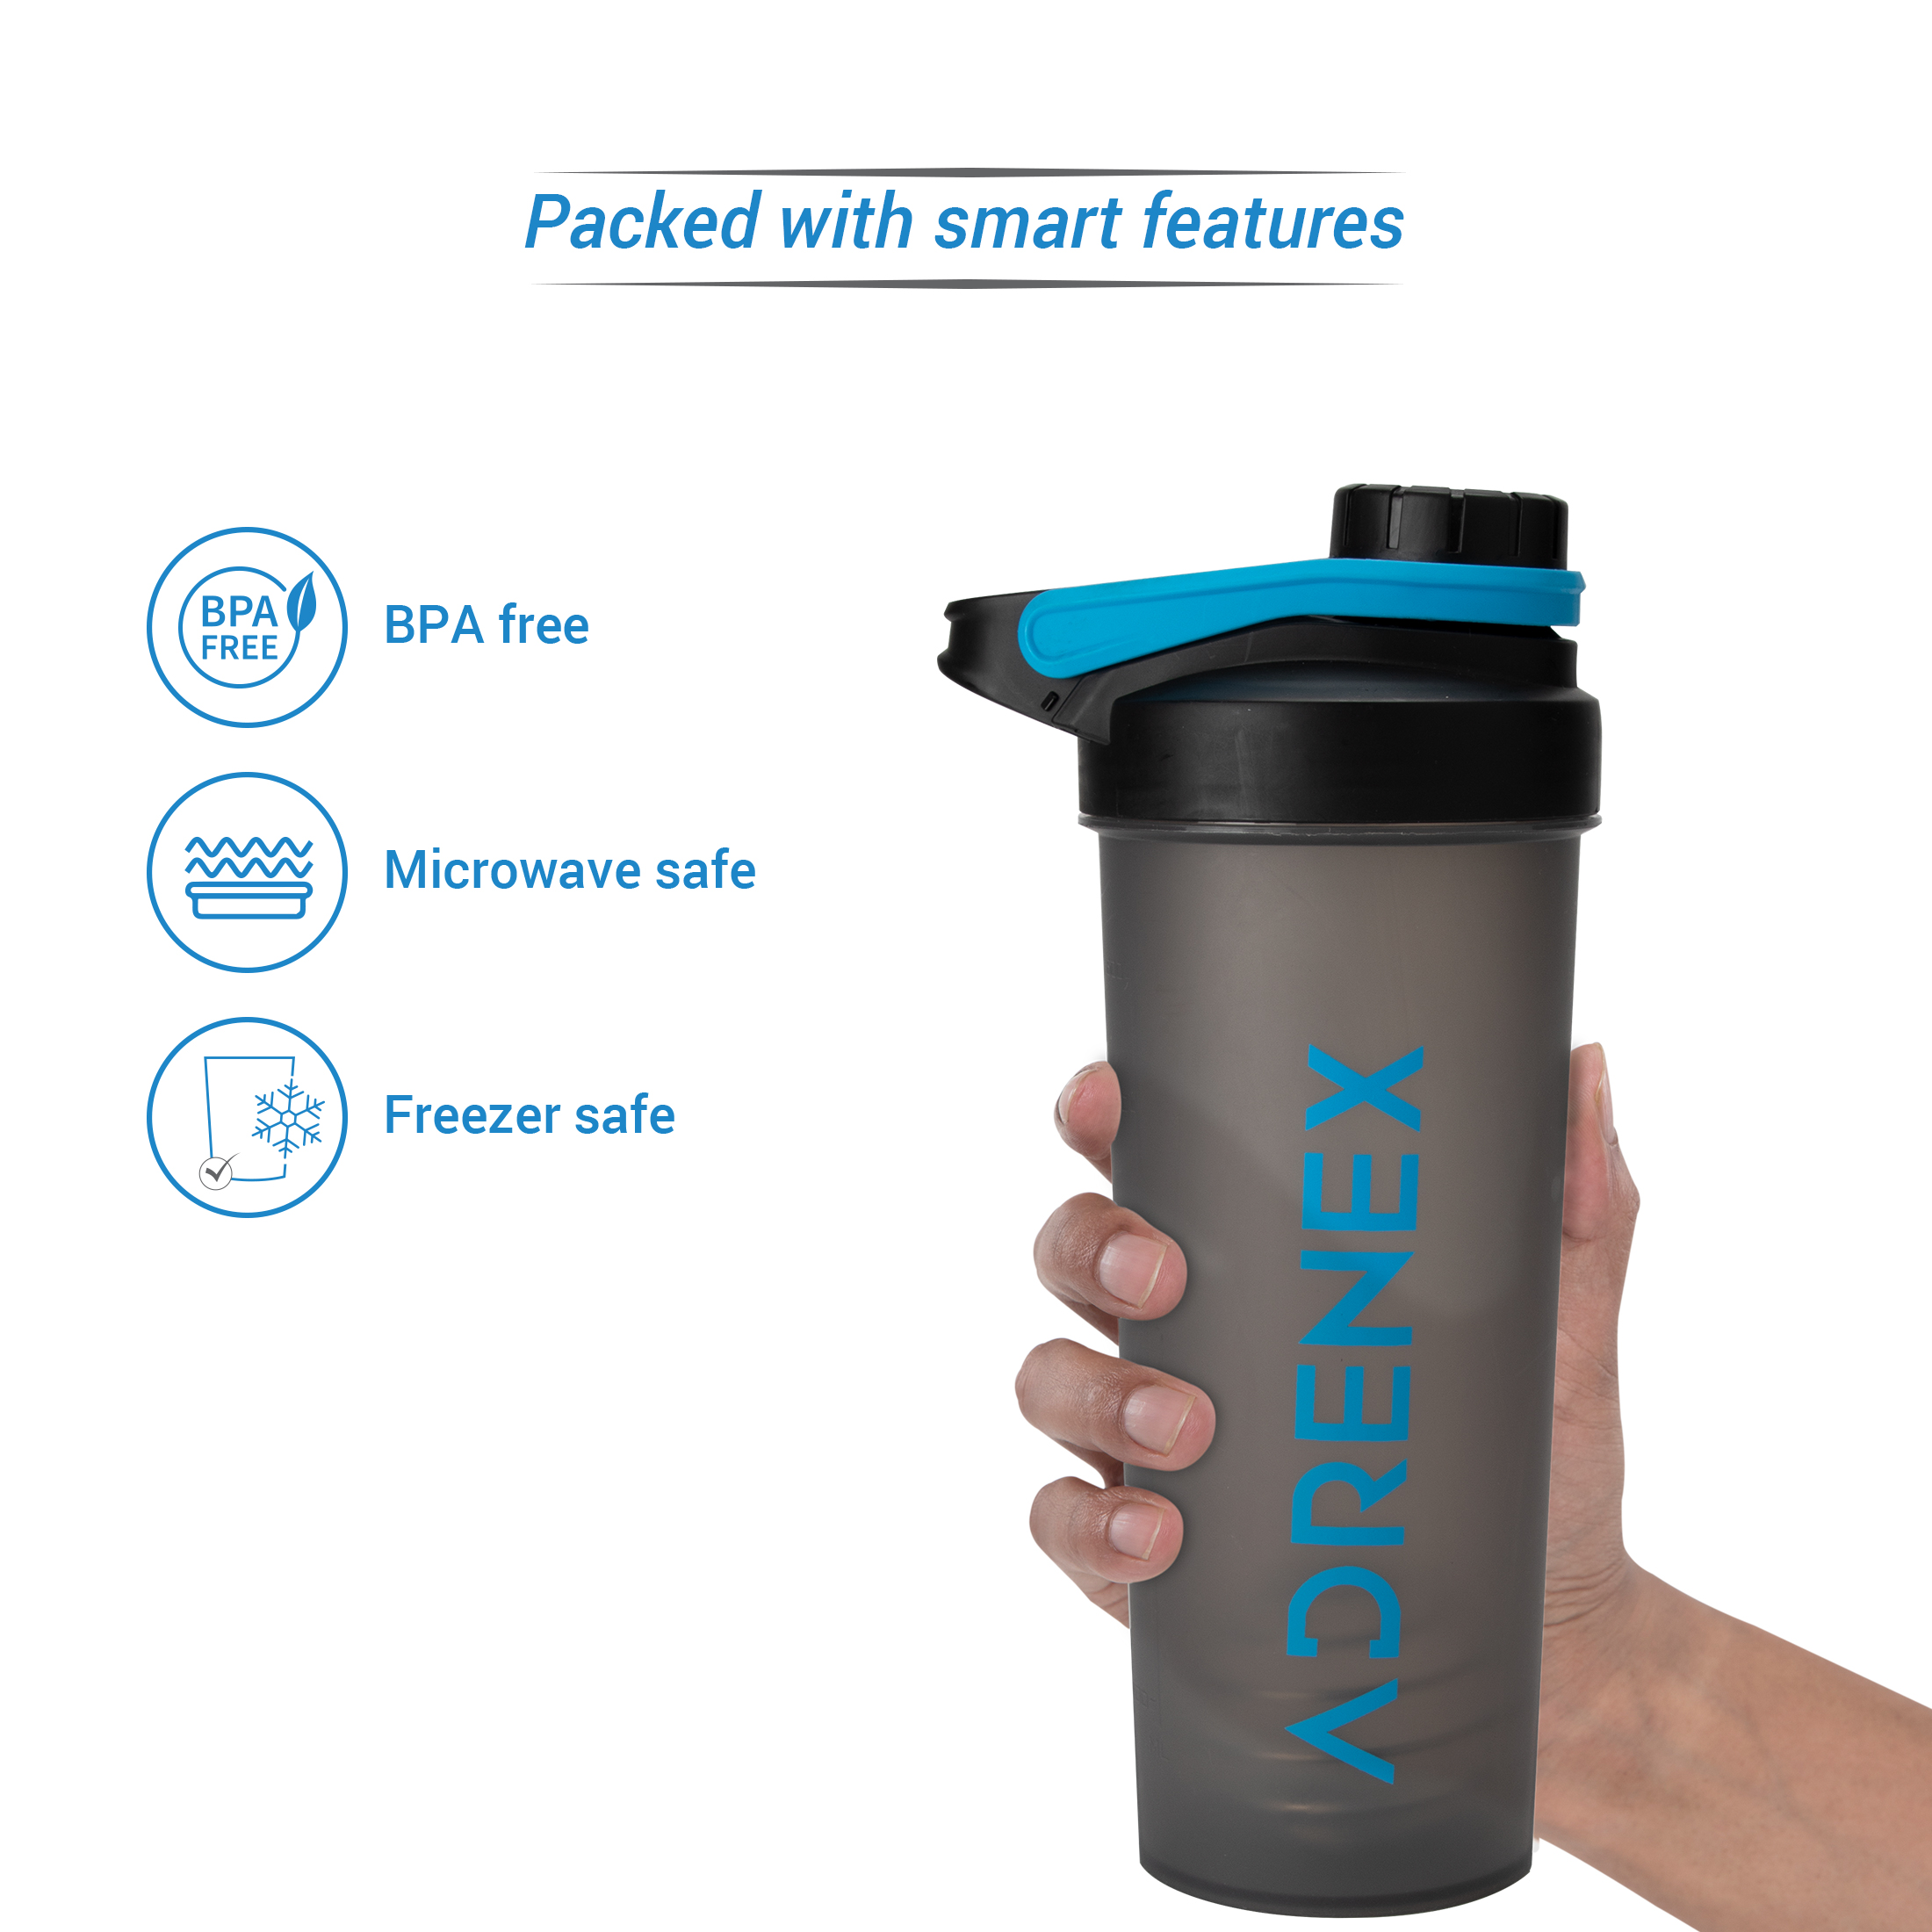 Packed with smart features
BPA
FREE
BPA free
Microwave safe
Freezer safe
ADRENEX